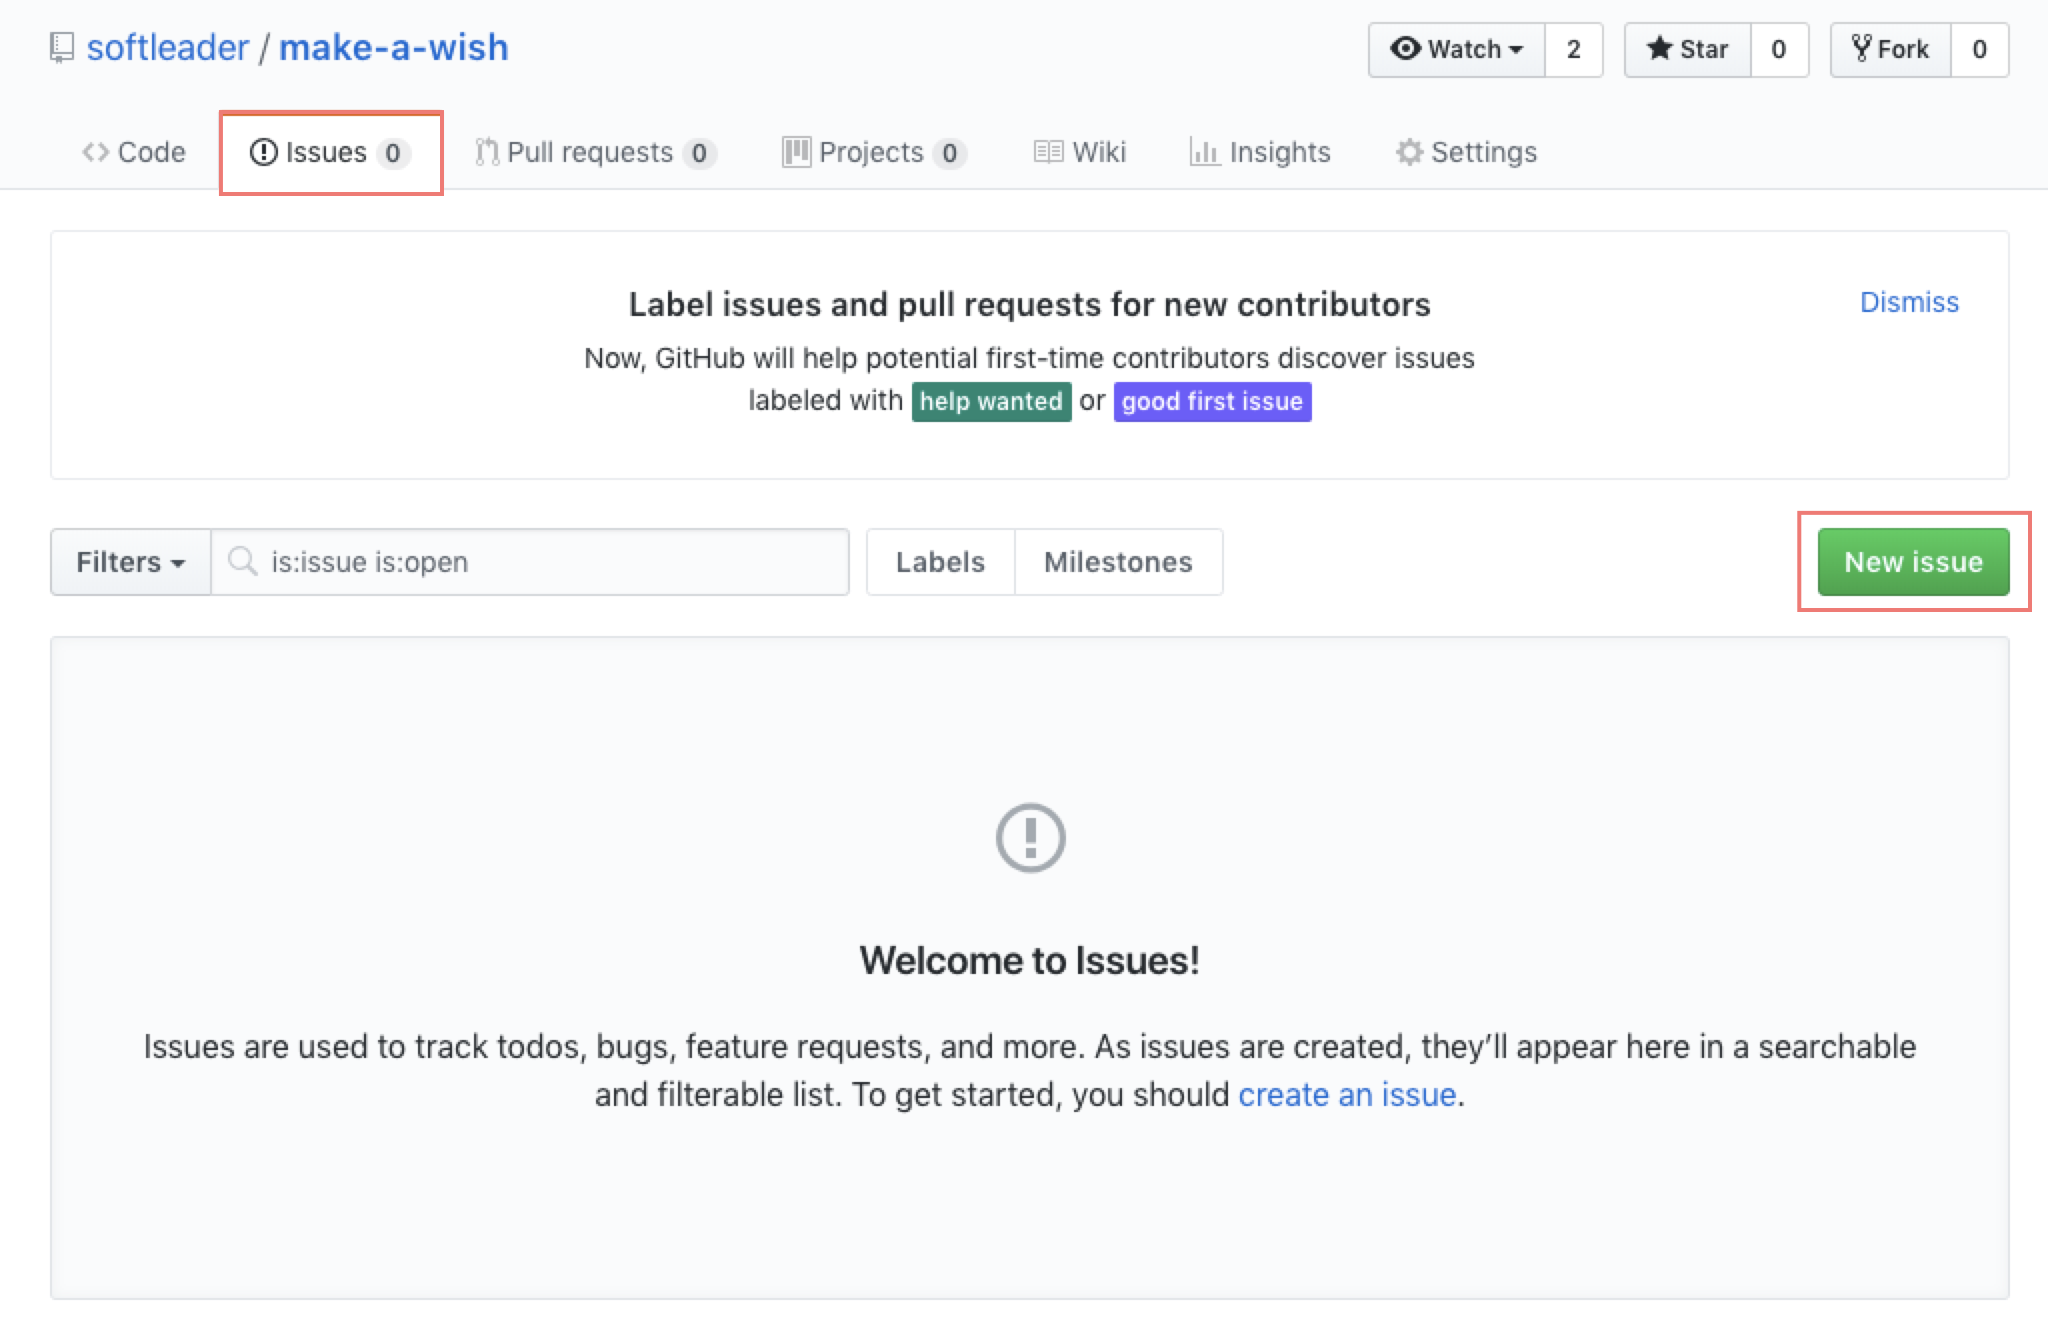 softleader / make-a-wish
Watch 2 Star 0 Fork 0
Code Issues 0 Pull requests 0 Projects 0 Wiki Insights Settings
Label issues and pull requests for new contributors
Dismiss
Now, GitHub will help potential first-time contributors discover issues
labeled with help wanted or good first issue
Filters is:issue is:open Labels Milestones New issue
Welcome to Issues!
Issues are used to track todos, bugs, feature requests, and more. As issues are created, they’ll appear here in a searchable
and filterable list. To get started, you should create an issue.